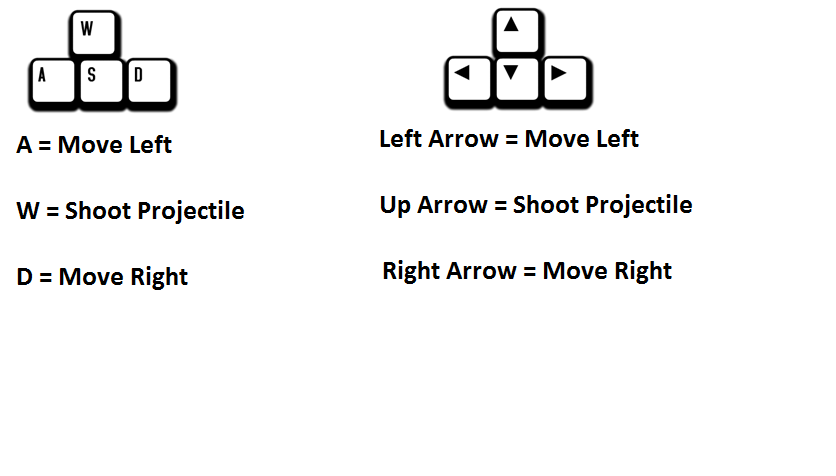 W
A S D
A = Move Left
W = Shoot Projectile
D = Move Right
Left Arrow = Move Left
Up Arrow = Shoot Projectile
Right Arrow = Move Right